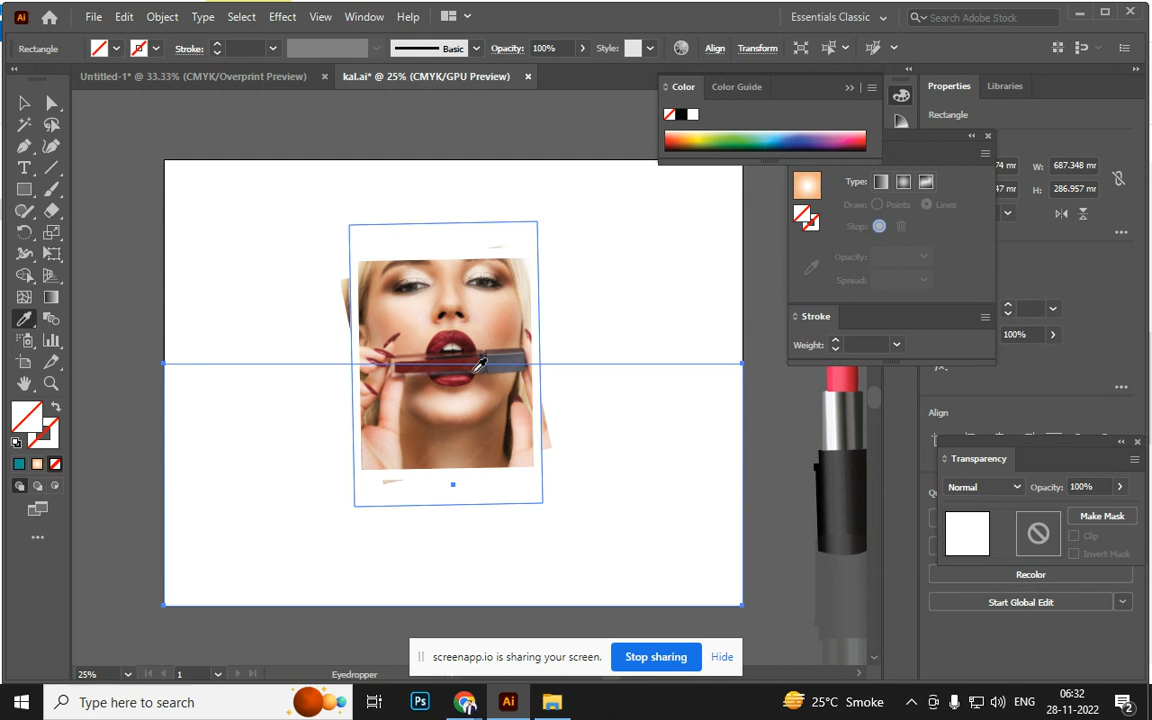 Ai
File Edit Object Type Select Effect View Window Help
Essentials Classic
Search Adobe Stock
Rectangle
Stroke:
Basic
Opacity: 100%
Style:
Align
Transform
Untitled-1* @ 33.33% (CMYK/Overprint Preview) ×
kal.ai* @ 25% (CMYK/GPU Preview) ×
Color
Color Guide
Properties
Libraries
Rectangle
W: 687.348 mr
H: 286.957 mr
Type:
Draw: Points Lines
Stop:
Opacity:
Spread:
100%
Stroke
Weight:
Align
Transparency
Normal
Opacity: 100%
Make Mask
Clip
Invert Mask
Recolor
Start Global Edit
screenapp.io is sharing your screen.
Stop sharing
Hide
25%
1
Eyedropper
Type here to search
Ps
Ai
25°C Smoke
ENG
06:32
28-11-2022
2